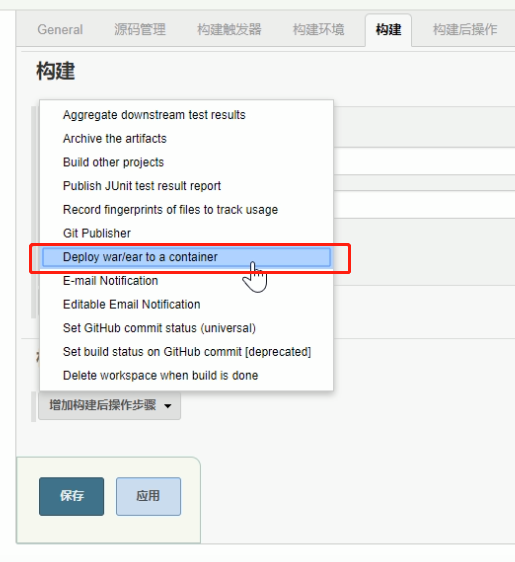 General 源码管理 构建触发器 构建环境 构建 构建后操作
构建
Aggregate downstream test results
Archive the artifacts
Build other projects
Publish JUnit test result report
Record fingerprints of files to track usage
Git Publisher
Deploy war/ear to a container
E-mail Notification
Editable Email Notification
Set GitHub commit status (universal)
Set build status on GitHub commit [deprecated]
Delete workspace when build is done
增加构建后操作步骤
保存 应用